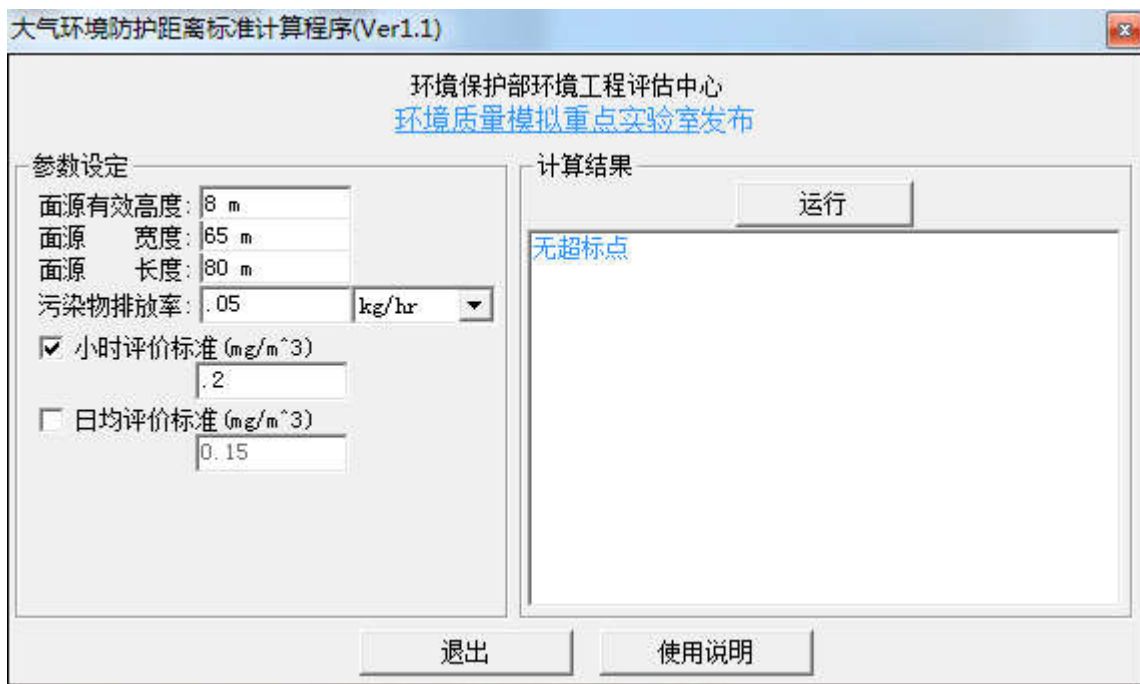 大气环境防护距离标准计算程序(Ver1.1)
环境保护部环境工程评估中心
环境质量模拟重点实验室发布
参数设定
面源有效高度: 8 m
面源 宽度: 65 m
面源 长度: 80 m
污染物排放率: .05 kg/hr
小时评价标准(mg/m^3)
.2
日均评价标准(mg/m^3)
0.15
计算结果
运行
无超标点
退出 使用说明